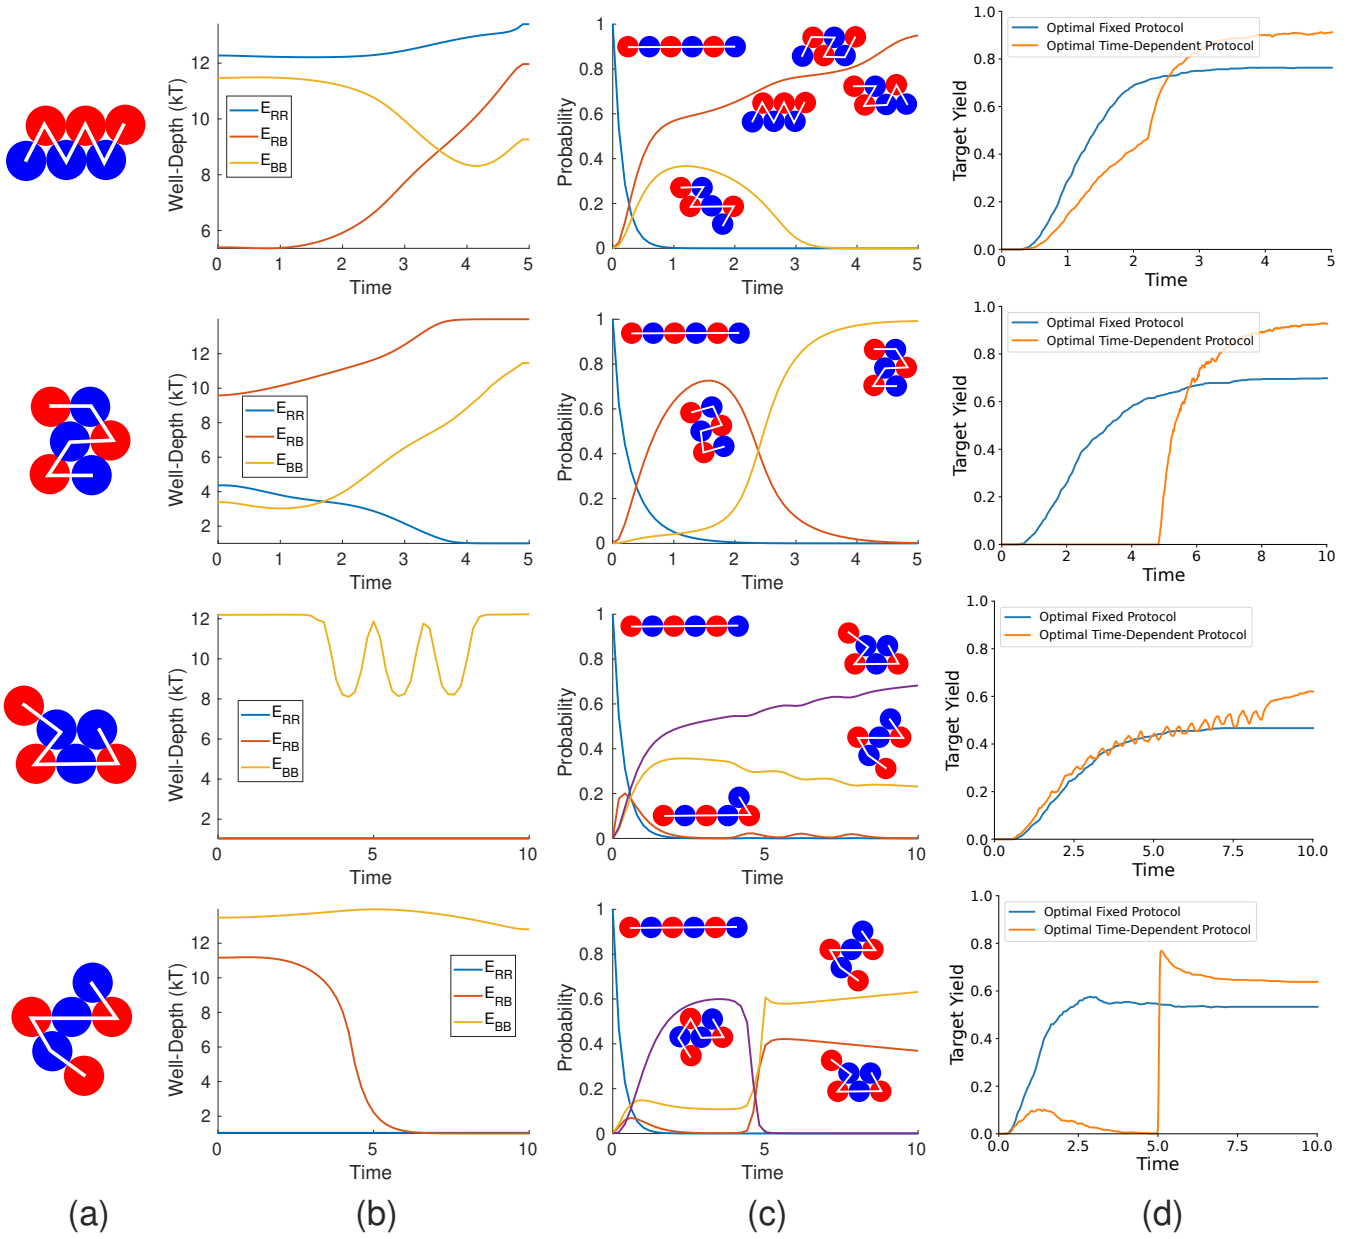 Well-Depth (kT)
12
10
8
6
0
1
2
3
4
5
Time
E_RR
E_RB
E_BB
Probability
1
0.8
0.6
0.4
0.2
0
0
1
2
3
4
5
Time
Target Yield
1.0
0.8
0.6
0.4
0.2
0.0
0
1
2
3
4
5
Time
Optimal Fixed Protocol
Optimal Time-Dependent Protocol
Well-Depth (kT)
12
10
8
6
4
2
0
1
2
3
4
5
Time
E_RR
E_RB
E_BB
Probability
1
0.8
0.6
0.4
0.2
0
0
1
2
3
4
5
Time
Target Yield
1.0
0.8
0.6
0.4
0.2
0.0
0
2
4
6
8
10
Time
Optimal Fixed Protocol
Optimal Time-Dependent Protocol
Well-Depth (kT)
12
10
8
6
4
2
0
5
10
Time
E_RR
E_RB
E_BB
Probability
1
0.8
0.6
0.4
0.2
0
0
5
10
Time
Target Yield
1.0
0.8
0.6
0.4
0.2
0.0
0.0
2.5
5.0
7.5
10.0
Time
Optimal Fixed Protocol
Optimal Time-Dependent Protocol
Well-Depth (kT)
12
10
8
6
4
2
0
5
10
Time
E_RR
E_RB
E_BB
Probability
1
0.8
0.6
0.4
0.2
0
0
5
10
Time
Target Yield
1.0
0.8
0.6
0.4
0.2
0.0
0.0
2.5
5.0
7.5
10.0
Time
Optimal Fixed Protocol
Optimal Time-Dependent Protocol
(a)
(b)
(c)
(d)